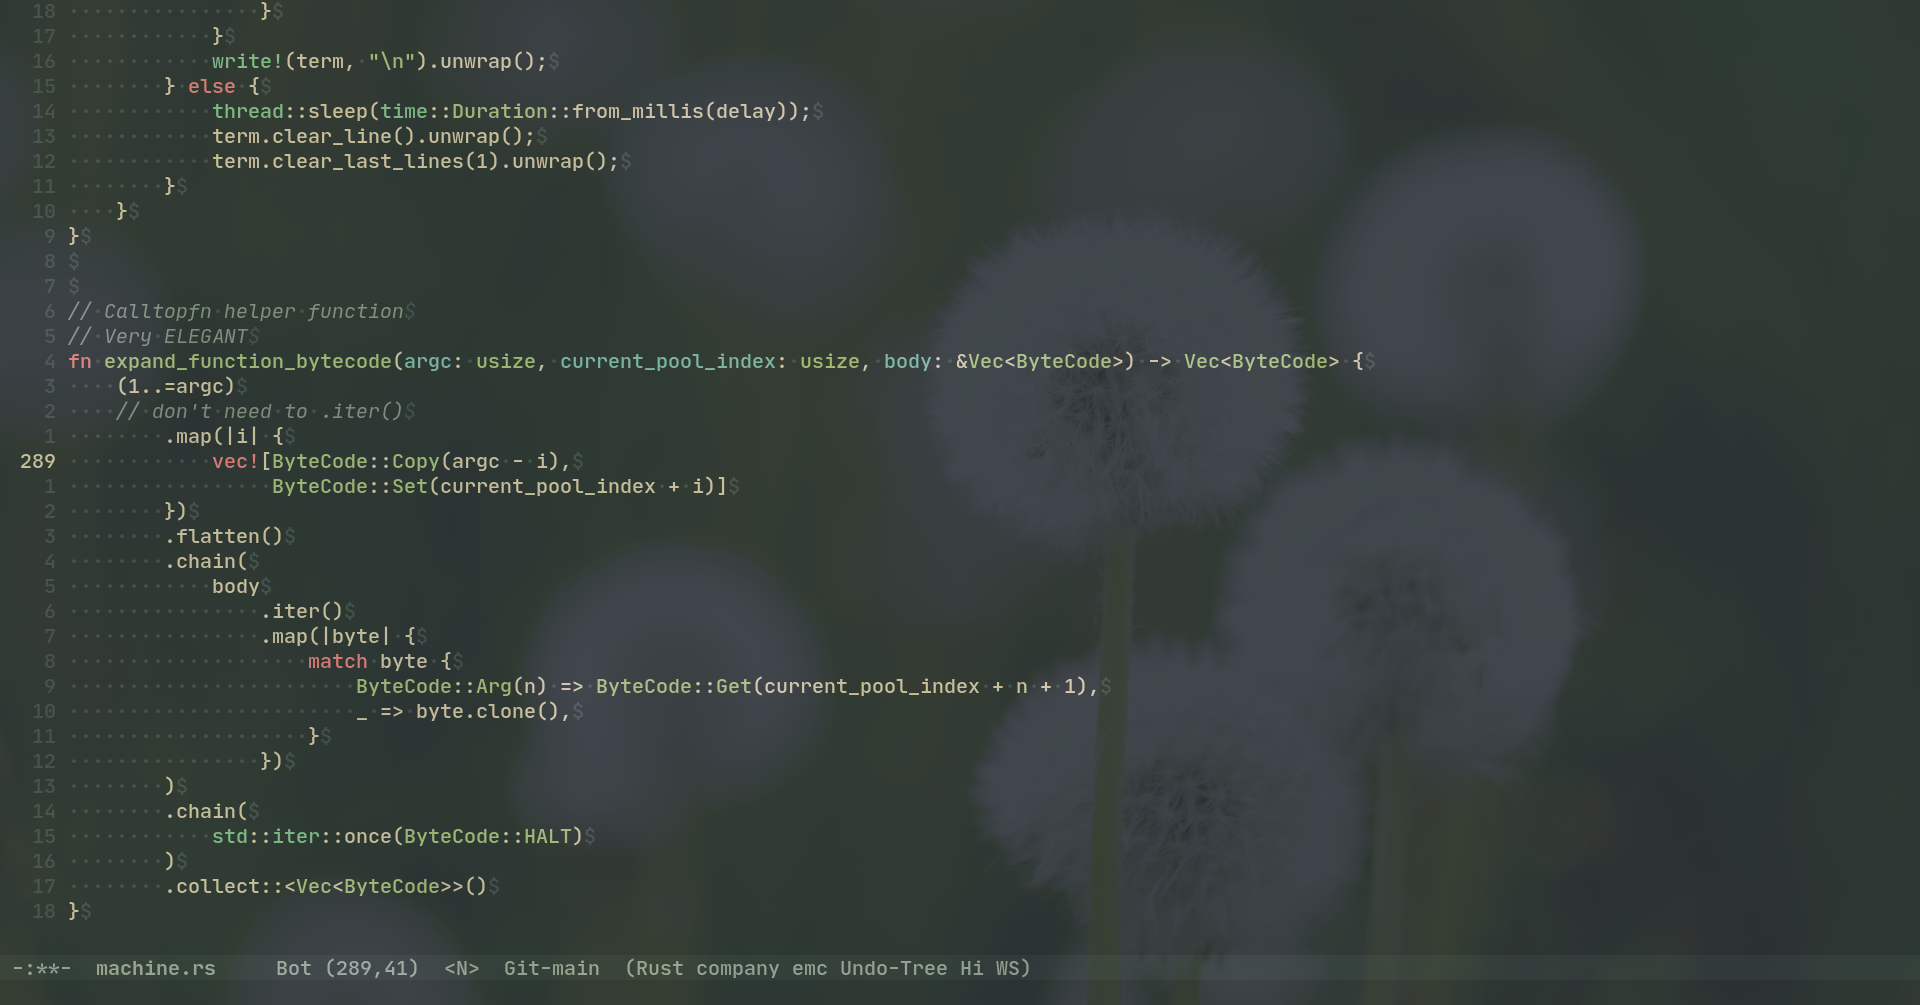 18 ················}$
17 ············}$
16 ············write!(term,·"\n").unwrap();$
15 ········}·else·{$
14 ············thread::sleep(time::Duration::from_millis(delay));$
13 ············term.clear_line().unwrap();$
12 ············term.clear_last_lines(1).unwrap();$
11 ········}$
10 ····}$
9 }$
8 $
7 $
6 //·Calltopfn·helper·function$
5 //·Very·ELEGANT$
4 fn·expand_function_bytecode(argc:·usize,·current_pool_index:·usize,·body:·&Vec<ByteCode>)·->·Vec<ByteCode>·{$
3 ····(1..=argc)$
2 ····//·don't·need·to·.iter()$
1 ········.map(|i|·{$
289 ············vec![ByteCode::Copy(argc·-·i),$
1 ·················ByteCode::Set(current_pool_index·+·i)]$
2 ········})$
3 ········.flatten()$
4 ········.chain($
5 ············body$
6 ················.iter()$
7 ················.map(|byte|·{$
8 ····················match·byte·{$
9 ························ByteCode::Arg(n)·=>·ByteCode::Get(current_pool_index·+·n·+·1),$
10 ························_·=>·byte.clone(),$
11 ····················}$
12 ················})$
13 ········)$
14 ········.chain($
15 ············std::iter::once(ByteCode::HALT)$
16 ········)$
17 ········.collect::<Vec<ByteCode>>()$
18 }$
-:**-  machine.rs     Bot (289,41)  <N>  Git-main  (Rust company emc Undo-Tree Hi WS)